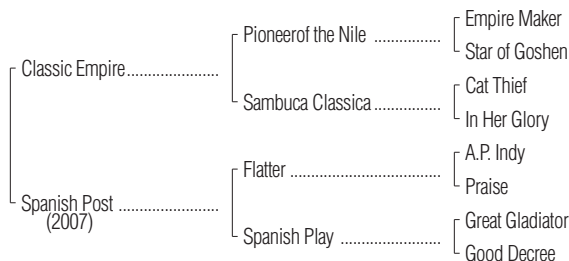 Empire Maker
Pioneerof the Nile .................
Star of Goshen
Classic Empire.......................
Cat Thief
Sambuca Classica.................
In Her Glory
A.P. Indy
Flatter .....................................
Praise
Spanish Post .........................
(2007)
Great Gladiator
Spanish Play .........................
Good Decree